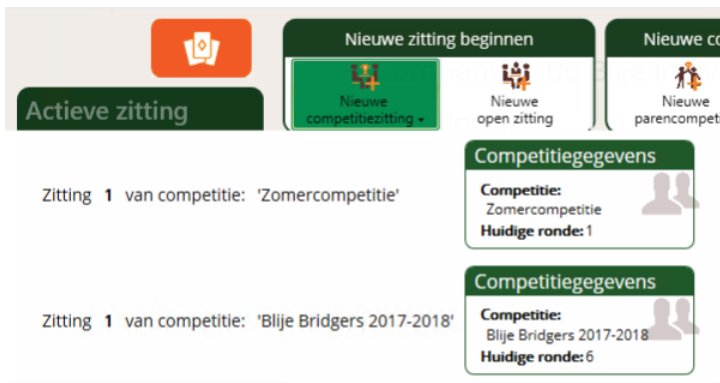 Nieuwe zitting beginnen
Nieuwe
Actieve zitting
Nieuwe
competitiezitting
Nieuwe
open zitting
Nieuwe
Competitiegegevens
Zitting 1 van competitie: 'Zomercompetitie'
Competitie:
Zomercompetitie
Huidige ronde: 1
Competitiegegevens
Zitting 1 van competitie: 'Blije Bridgers 2017-2018'
Competitie:
Blije Bridgers 2017-2018
Huidige ronde: 6